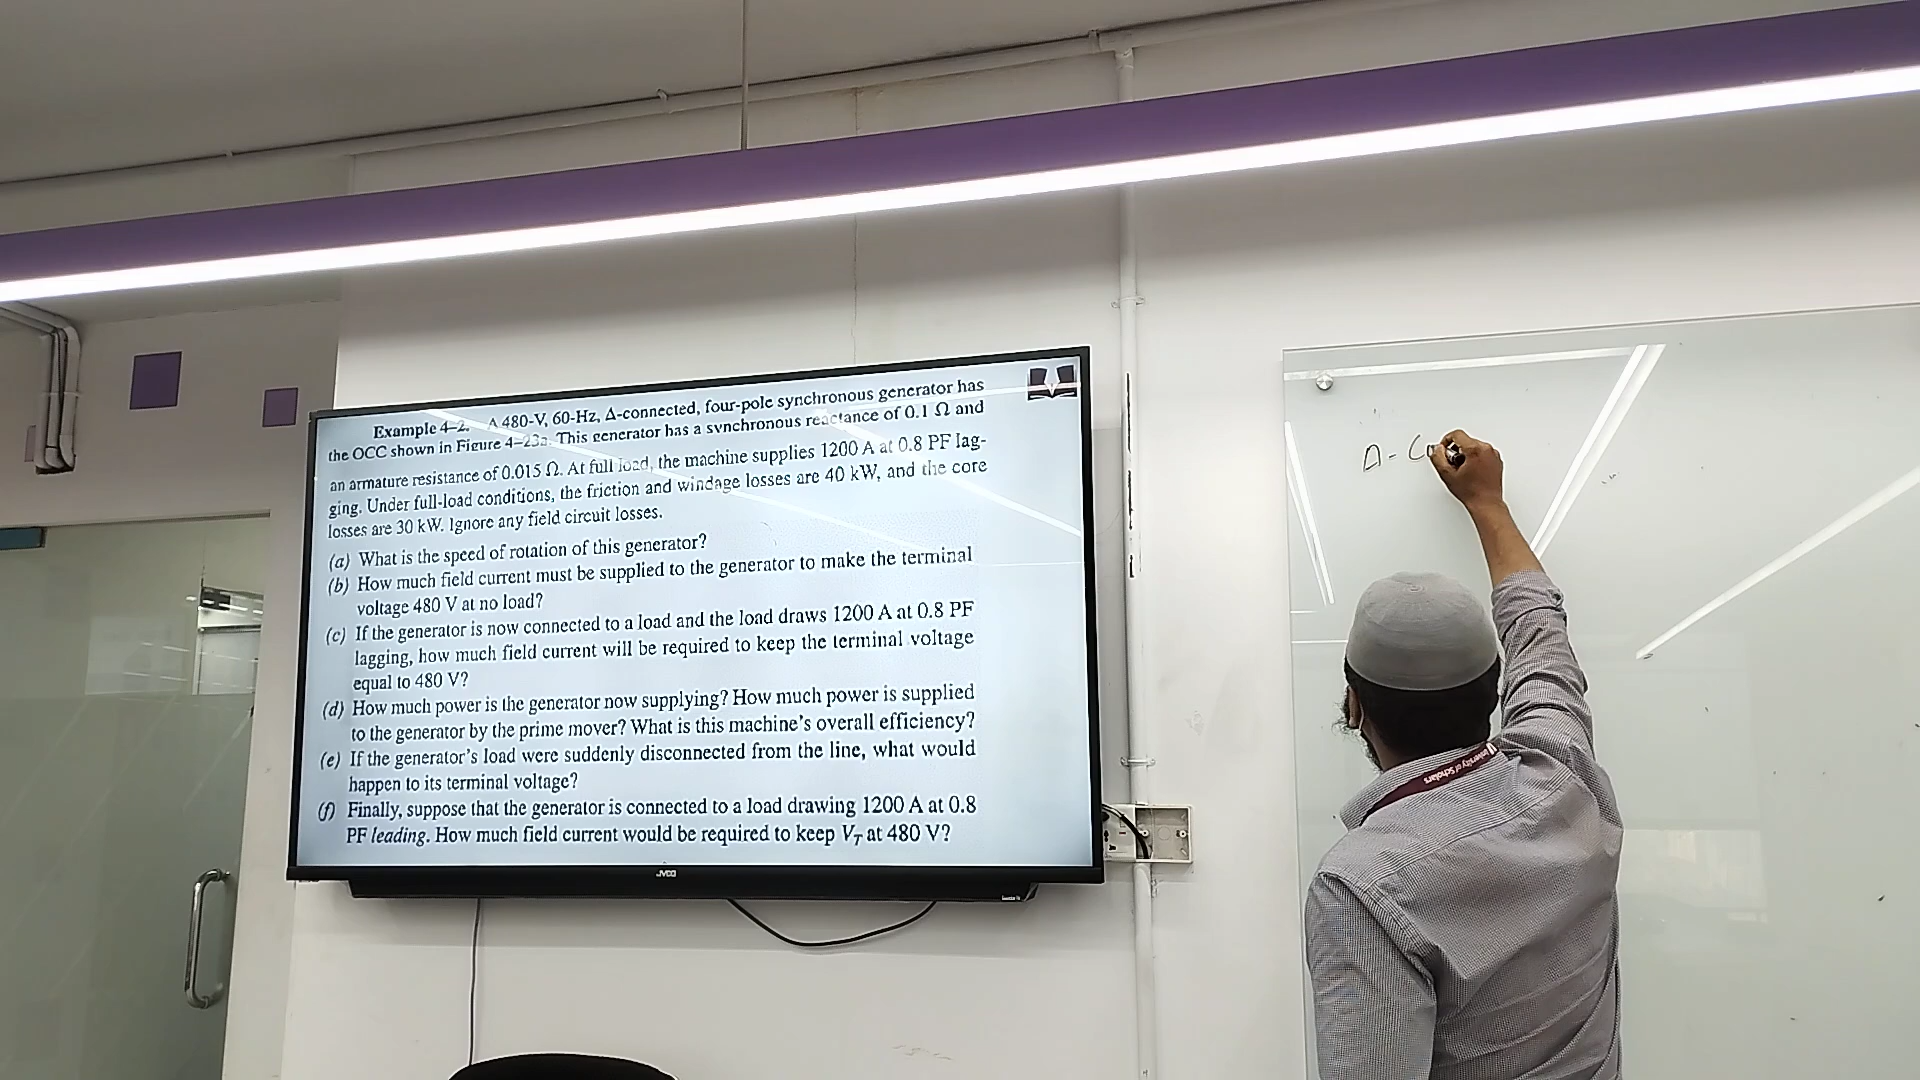 Example 4–2. A 480-V, 60-Hz, Δ-connected, four-pole synchronous generator has
the OCC shown in Figure 4–23a. This generator has a synchronous reactance of 0.1 Ω and
an armature resistance of 0.015 Ω. At full load, the machine supplies 1200 A at 0.8 PF lag-
ging. Under full-load conditions, the friction and windage losses are 40 kW, and the core
losses are 30 kW. Ignore any field circuit losses.
(a) What is the speed of rotation of this generator?
(b) How much field current must be supplied to the generator to make the terminal
voltage 480 V at no load?
(c) If the generator is now connected to a load and the load draws 1200 A at 0.8 PF
lagging, how much field current will be required to keep the terminal voltage
equal to 480 V?
(d) How much power is the generator now supplying? How much power is supplied
to the generator by the prime mover? What is this machine's overall efficiency?
(e) If the generator's load were suddenly disconnected from the line, what would
happen to its terminal voltage?
(f) Finally, suppose that the generator is connected to a load drawing 1200 A at 0.8
PF leading. How much field current would be required to keep VT at 480 V?
JVCO
Δ - Co
University of Scholars